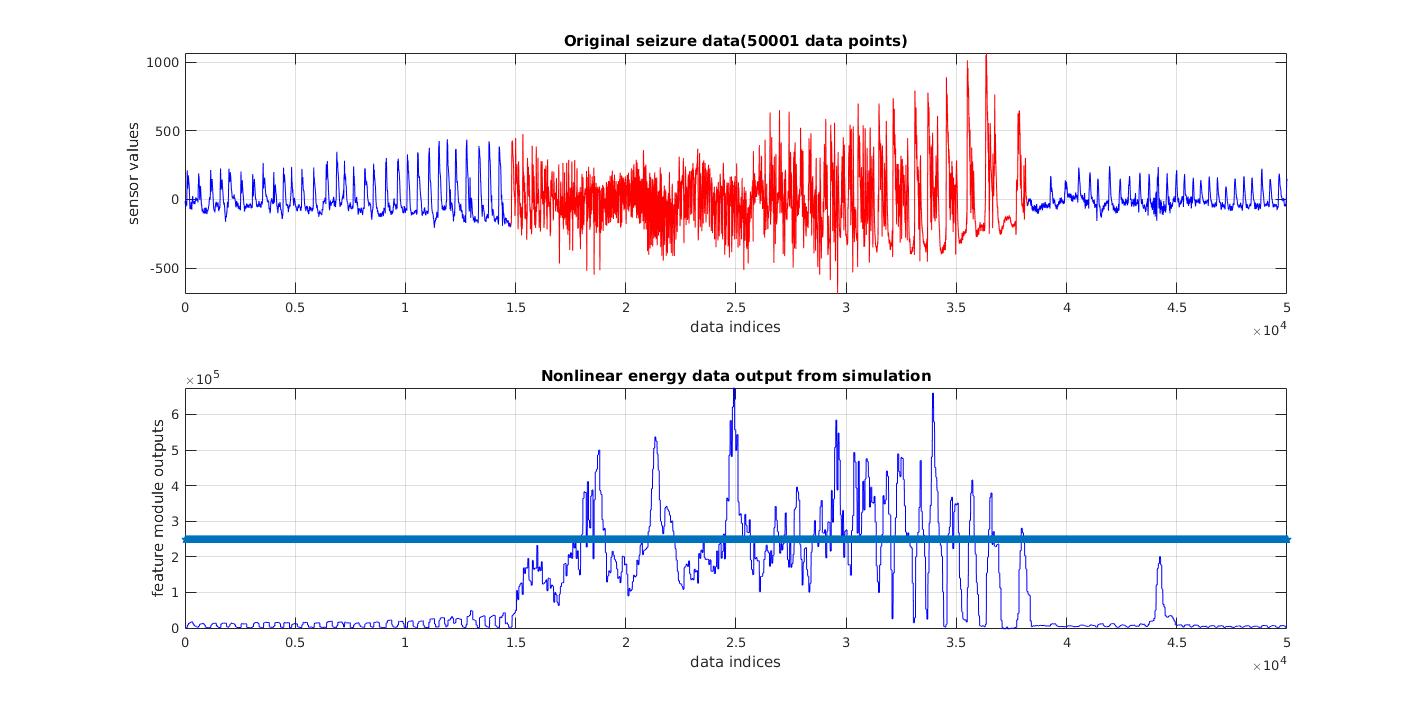 Original seizure data(50001 data points)
1000
500
0
-500
sensor values
0 0.5 1 1.5 2 2.5 3 3.5 4 4.5 5
data indices
×10^4
×10^5
Nonlinear energy data output from simulation
6
5
4
3
2
1
0
feature module outputs
0 0.5 1 1.5 2 2.5 3 3.5 4 4.5 5
data indices
×10^4